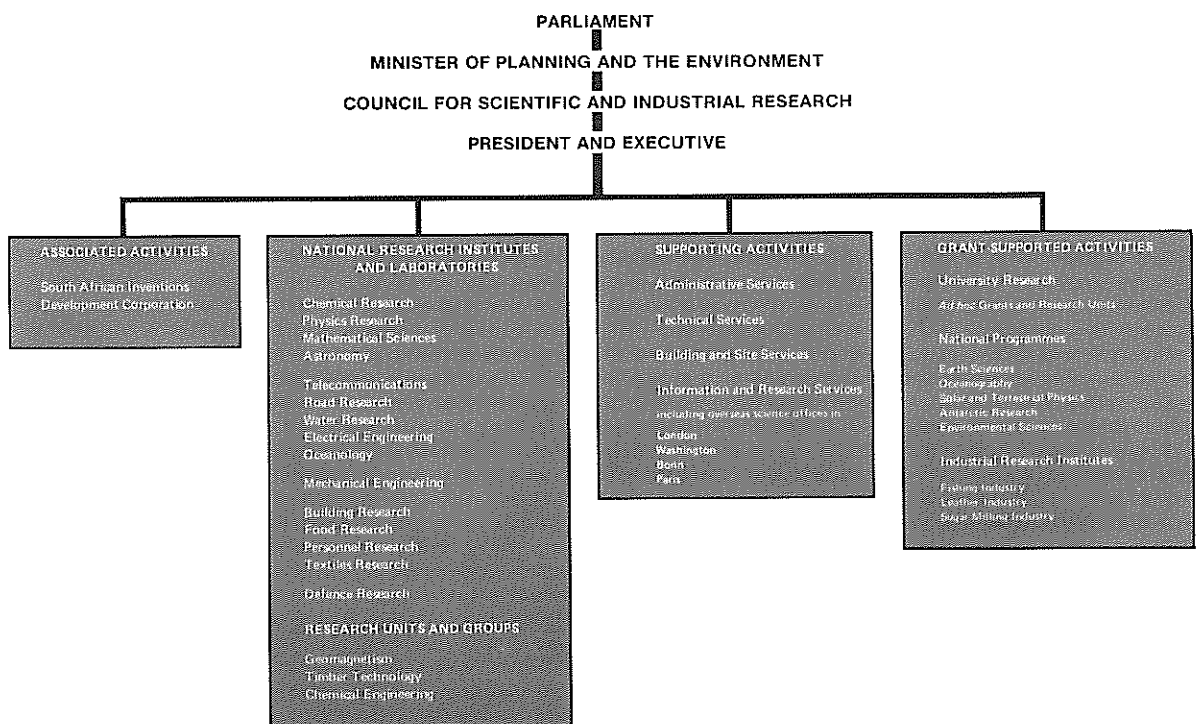 PARLIAMENT
MINISTER OF PLANNING AND THE ENVIRONMENT
COUNCIL FOR SCIENTIFIC AND INDUSTRIAL RESEARCH
PRESIDENT AND EXECUTIVE
ASSOCIATED ACTIVITIES
South African Inventions
Development Corporation
NATIONAL RESEARCH INSTITUTES
AND LABORATORIES
Chemical Research
Physics Research
Mathematical Sciences
Astronomy
Telecommunications
Road Research
Water Research
Electrical Engineering
Oceanology
Mechanical Engineering
Building Research
Food Research
Personnel Research
Textiles Research
Defence Research
RESEARCH UNITS AND GROUPS
Geomagnetism
Timber Technology
Chemical Engineering
SUPPORTING ACTIVITIES
Administrative Services
Technical Services
Building and Site Services
Information and Research Services
including overseas science offices in
London
Washington
Bonn
Paris
GRANT-SUPPORTED ACTIVITIES
University Research
Ad hoc Grants and Research Units
National Programmes
Earth Sciences
Oceanography
Solar and Terrestrial Physics
Antarctic Research
Environmental Sciences
Industrial Research Institutes
Fishing Industry
Leather Industry
Sugar Milling Industry